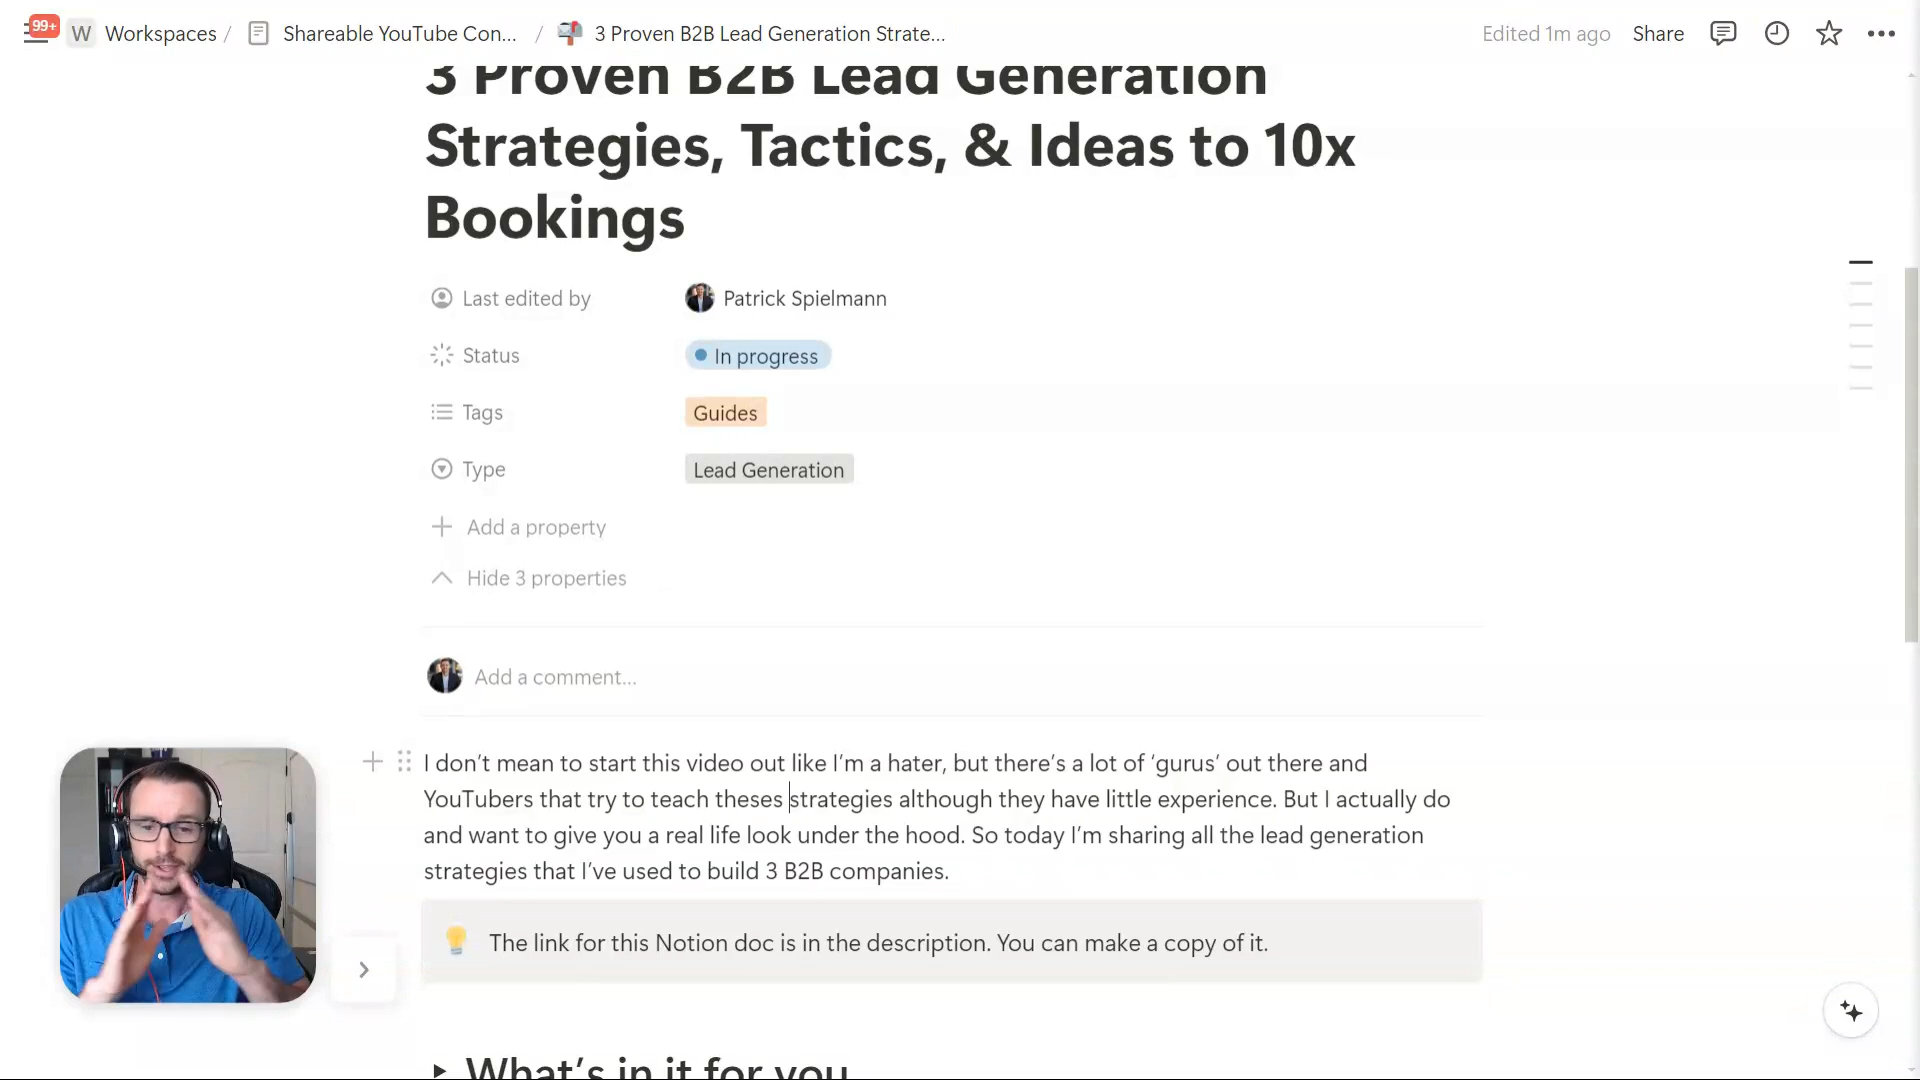 99+ W Workspaces / Shareable YouTube Con... / 3 Proven B2B Lead Generation Strate... Edited 1m ago Share
3 Proven B2B Lead Generation
Strategies, Tactics, & Ideas to 10x
Bookings
Last edited by Patrick Spielmann
Status In progress
Tags Guides
Type Lead Generation
Add a property
Hide 3 properties
Add a comment...
I don't mean to start this video out like I'm a hater, but there's a lot of ‘gurus’ out there and
YouTubers that try to teach theses strategies although they have little experience. But I actually do
and want to give you a real life look under the hood. So today I'm sharing all the lead generation
strategies that I've used to build 3 B2B companies.
The link for this Notion doc is in the description. You can make a copy of it.
What's in it for you